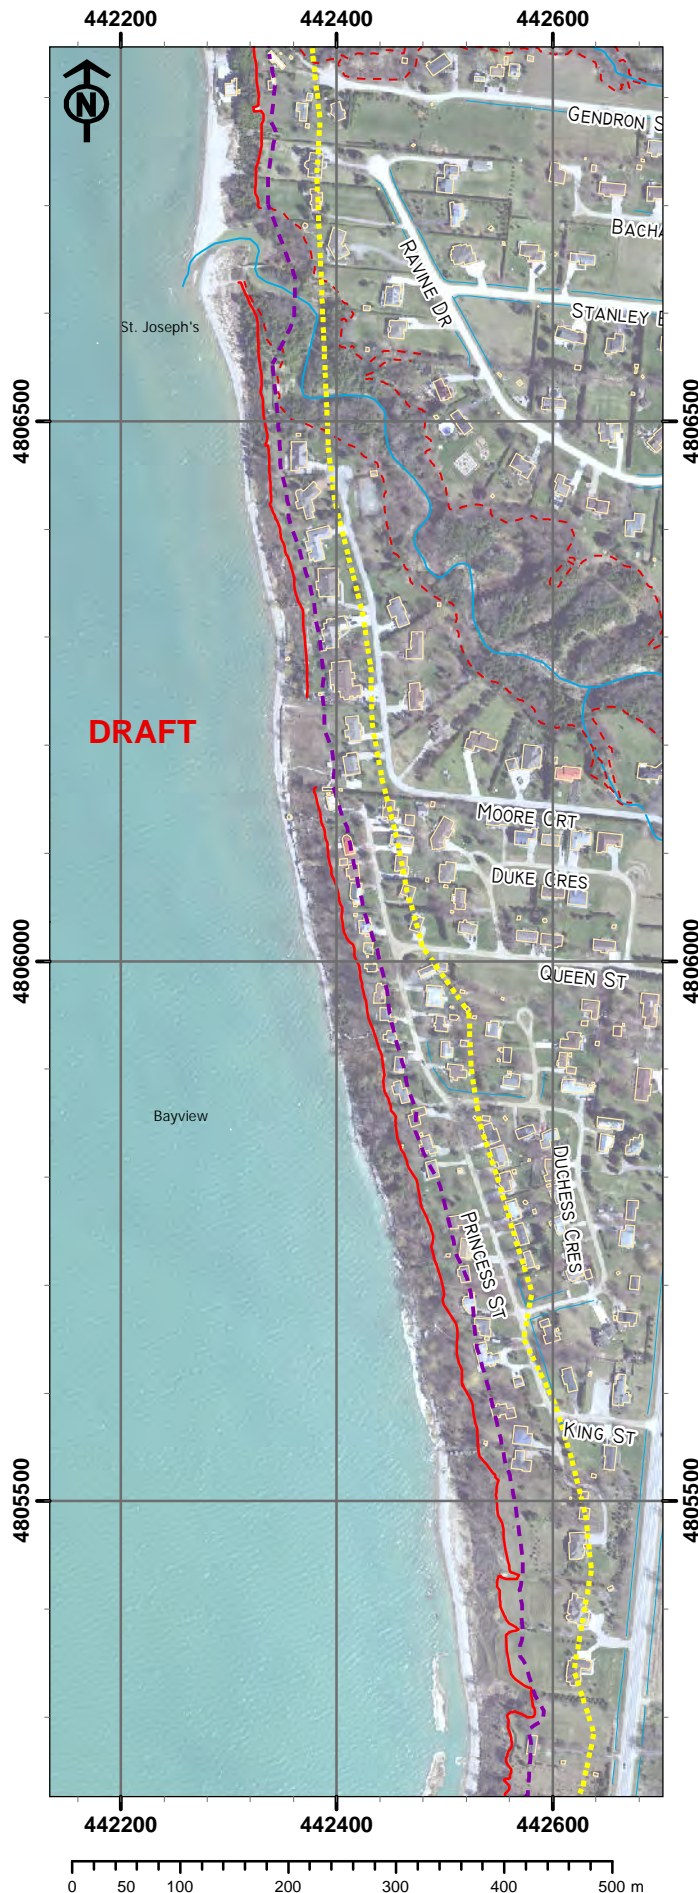 442200 442400 442600
N
GENDRON S
BACHA
RAVINE DR
STANLEY
St. Joseph's
4806500 4806500
DRAFT
MOORE CRT
DUKE CRES
4806000 4806000
QUEEN ST
Bayview
DUCHESS CRES
PRINCESS ST
KING ST
4805500 4805500
442200 442400 442600
0 50 100 200 300 400 500 m